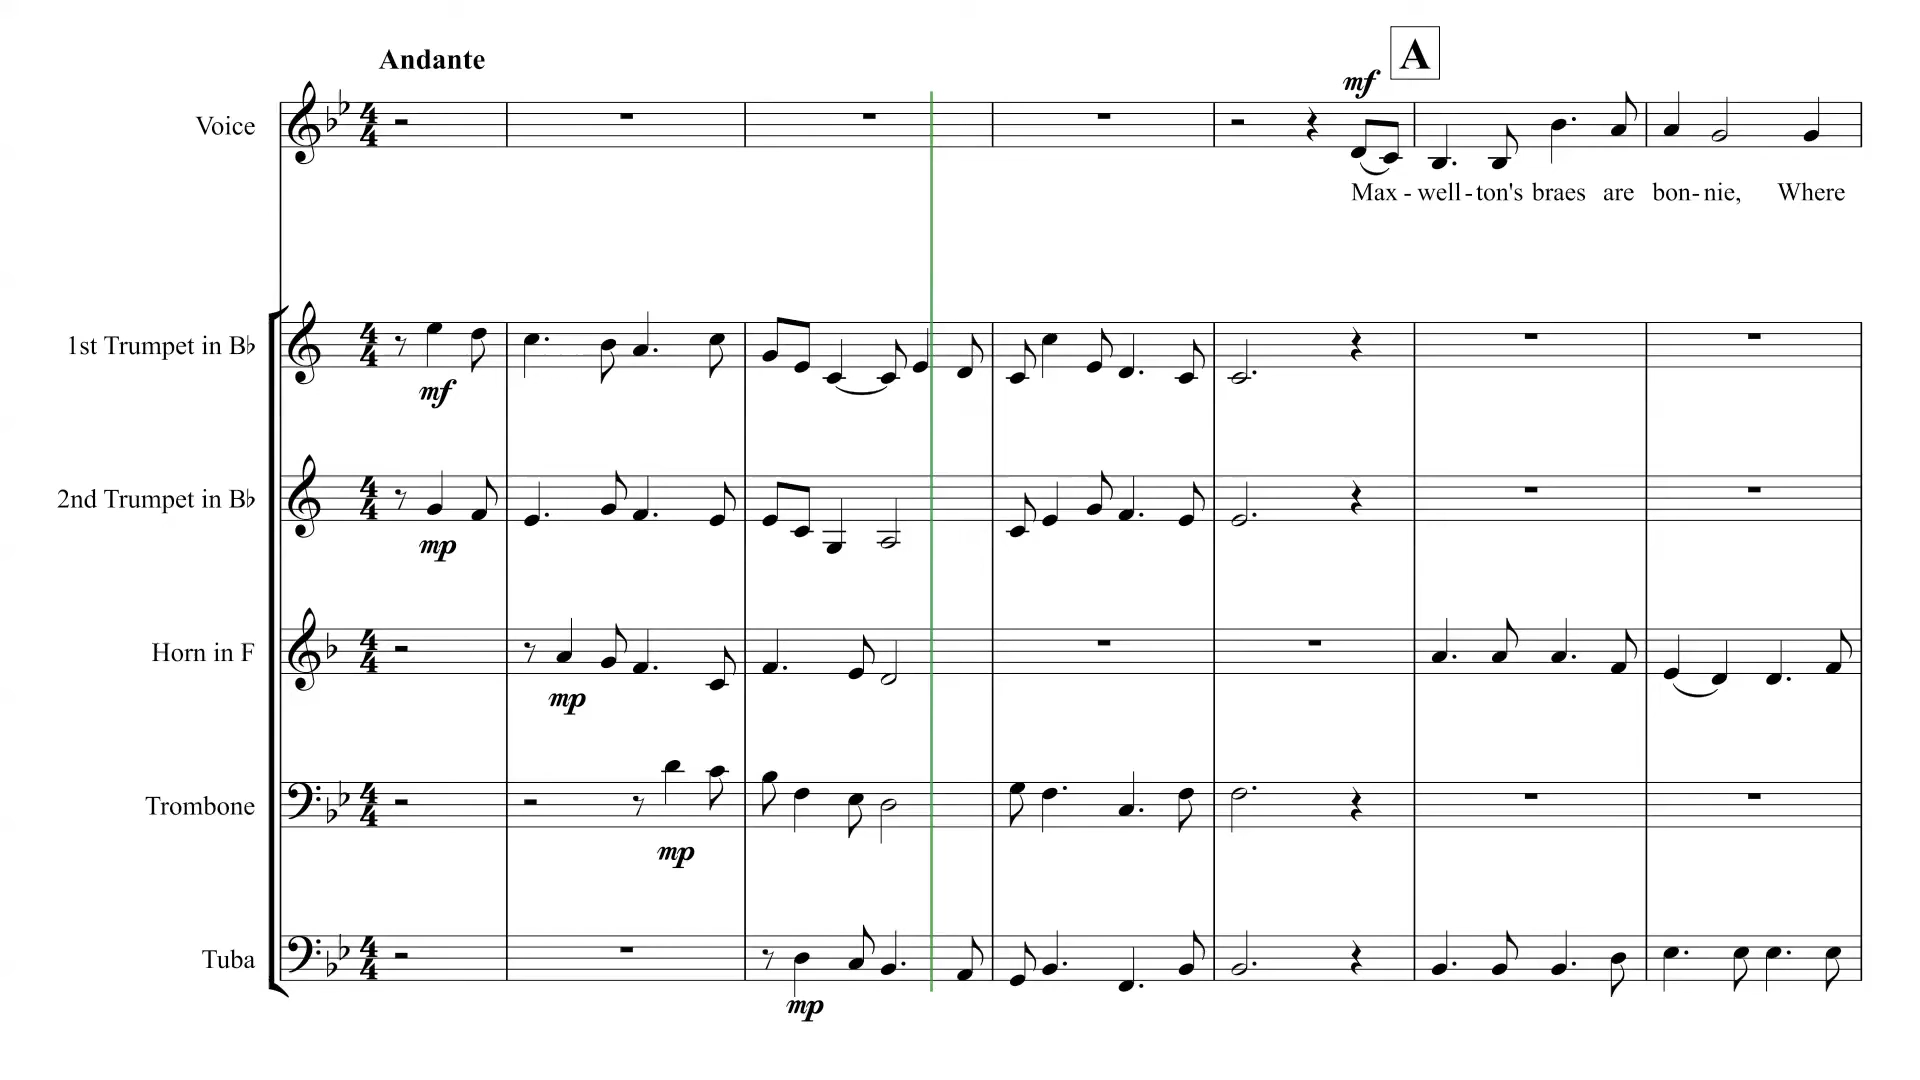 Andante
A
mf
Voice
Max - well - ton's braes are bon - nie, Where
1st Trumpet in B♭
mf
2nd Trumpet in B♭
mp
Horn in F
mp
Trombone
mp
Tuba
mp